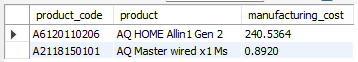 product_code product manufacturing_cost
A6120110206 AQ HOME Allin1 Gen 2 240.5364
A2118150101 AQ Master wired x1 Ms 0.8920